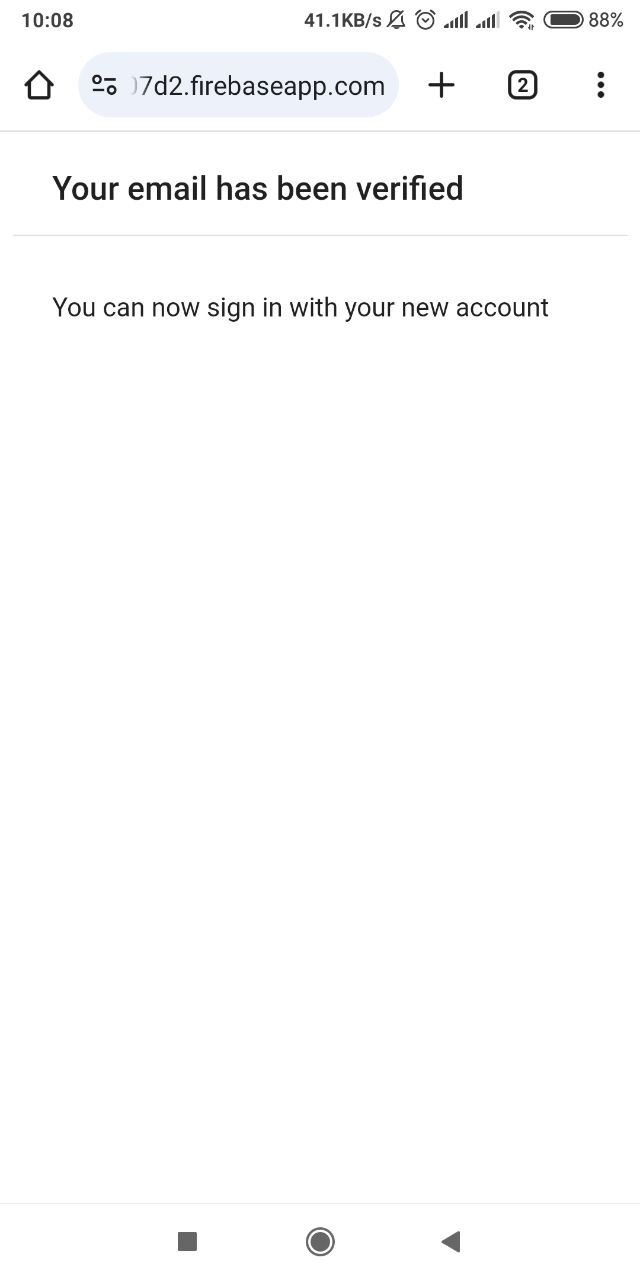 10:08 41.1KB/s 88%
7d2.firebaseapp.com 2
Your email has been verified
You can now sign in with your new account